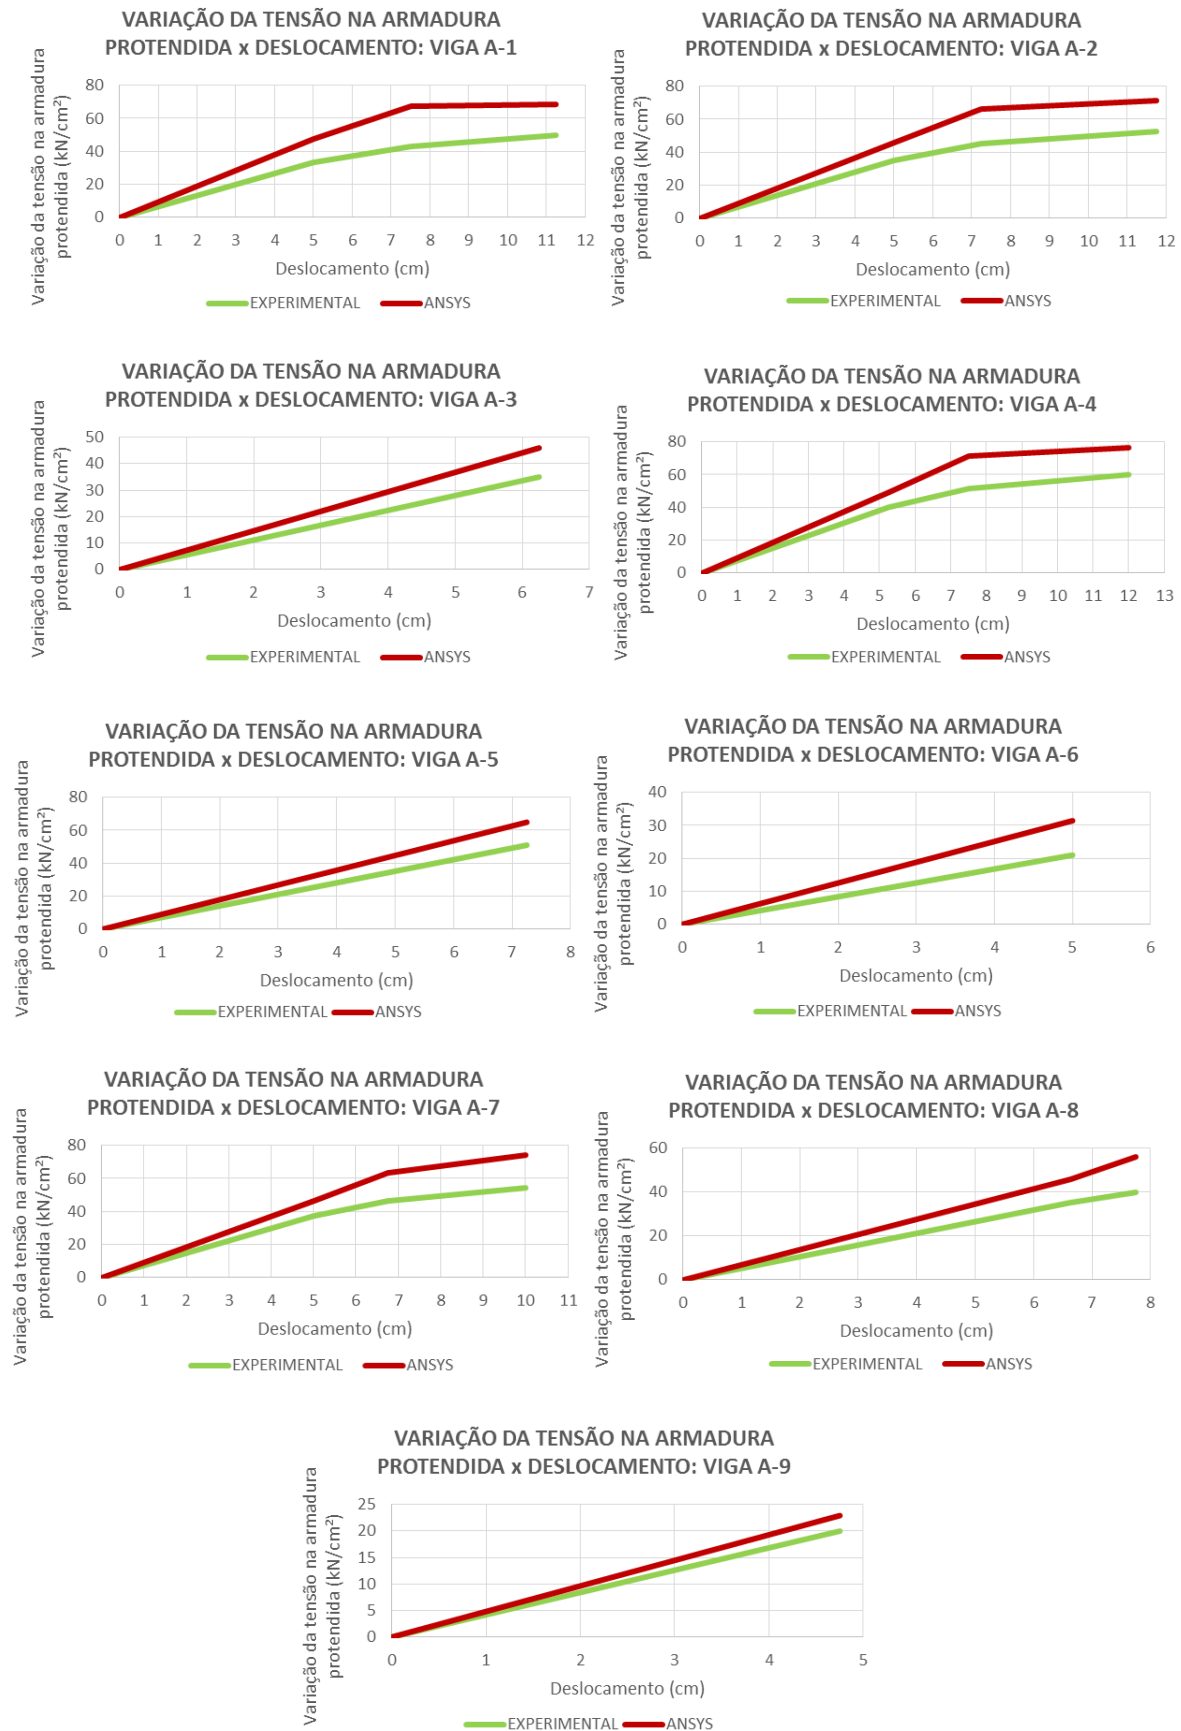 VARIAÇÃO DA TENSÃO NA ARMADURA
PROTENDIDA x DESLOCAMENTO: VIGA A-1
Variação da tensão na armadura
protendida (kN/cm²)
80
60
40
20
0
0 1 2 3 4 5 6 7 8 9 10 11 12
Deslocamento (cm)
EXPERIMENTAL ANSYS
VARIAÇÃO DA TENSÃO NA ARMADURA
PROTENDIDA x DESLOCAMENTO: VIGA A-2
Variação da tensão na armadura
protendida (kN/cm²)
80
60
40
20
0
0 1 2 3 4 5 6 7 8 9 10 11 12
Deslocamento (cm)
EXPERIMENTAL ANSYS
VARIAÇÃO DA TENSÃO NA ARMADURA
PROTENDIDA x DESLOCAMENTO: VIGA A-3
Variação da tensão na armadura
protendida (kN/cm²)
50
40
30
20
10
0
0 1 2 3 4 5 6 7
Deslocamento (cm)
EXPERIMENTAL ANSYS
VARIAÇÃO DA TENSÃO NA ARMADURA
PROTENDIDA x DESLOCAMENTO: VIGA A-4
Variação da tensão na armadura
protendida (kN/cm²)
80
60
40
20
0
0 1 2 3 4 5 6 7 8 9 10 11 12 13
Deslocamento (cm)
EXPERIMENTAL ANSYS
VARIAÇÃO DA TENSÃO NA ARMADURA
PROTENDIDA x DESLOCAMENTO: VIGA A-5
Variação da tensão na armadura
protendida (kN/cm²)
80
60
40
20
0
0 1 2 3 4 5 6 7 8
Deslocamento (cm)
EXPERIMENTAL ANSYS
VARIAÇÃO DA TENSÃO NA ARMADURA
PROTENDIDA x DESLOCAMENTO: VIGA A-6
Variação da tensão na armadura
protendida (kN/cm²)
40
30
20
10
0
0 1 2 3 4 5 6
Deslocamento (cm)
EXPERIMENTAL ANSYS
VARIAÇÃO DA TENSÃO NA ARMADURA
PROTENDIDA x DESLOCAMENTO: VIGA A-7
Variação da tensão na armadura
protendida (kN/cm²)
80
60
40
20
0
0 1 2 3 4 5 6 7 8 9 10 11
Deslocamento (cm)
EXPERIMENTAL ANSYS
VARIAÇÃO DA TENSÃO NA ARMADURA
PROTENDIDA x DESLOCAMENTO: VIGA A-8
Variação da tensão na armadura
protendida (kN/cm²)
60
40
20
0
0 1 2 3 4 5 6 7 8
Deslocamento (cm)
EXPERIMENTAL ANSYS
VARIAÇÃO DA TENSÃO NA ARMADURA
PROTENDIDA x DESLOCAMENTO: VIGA A-9
Variação da tensão na armadura
protendida (kN/cm²)
25
20
15
10
5
0
0 1 2 3 4 5
Deslocamento (cm)
EXPERIMENTAL ANSYS